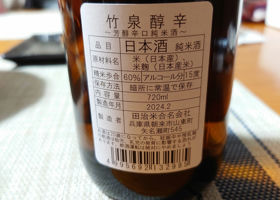 竹泉醇辛
~芳醇辛口純米酒~
品目 日本酒 純米酒
原材料名 米(日本産)
米麹(日本産米)
精米歩合 60% アルコール分 15度
保存方法 暗所に常温で保存
内容量 720ml
製造年月 2024.2
製造者 田治米合名会社
兵庫県朝来市山東町
矢名瀬町545